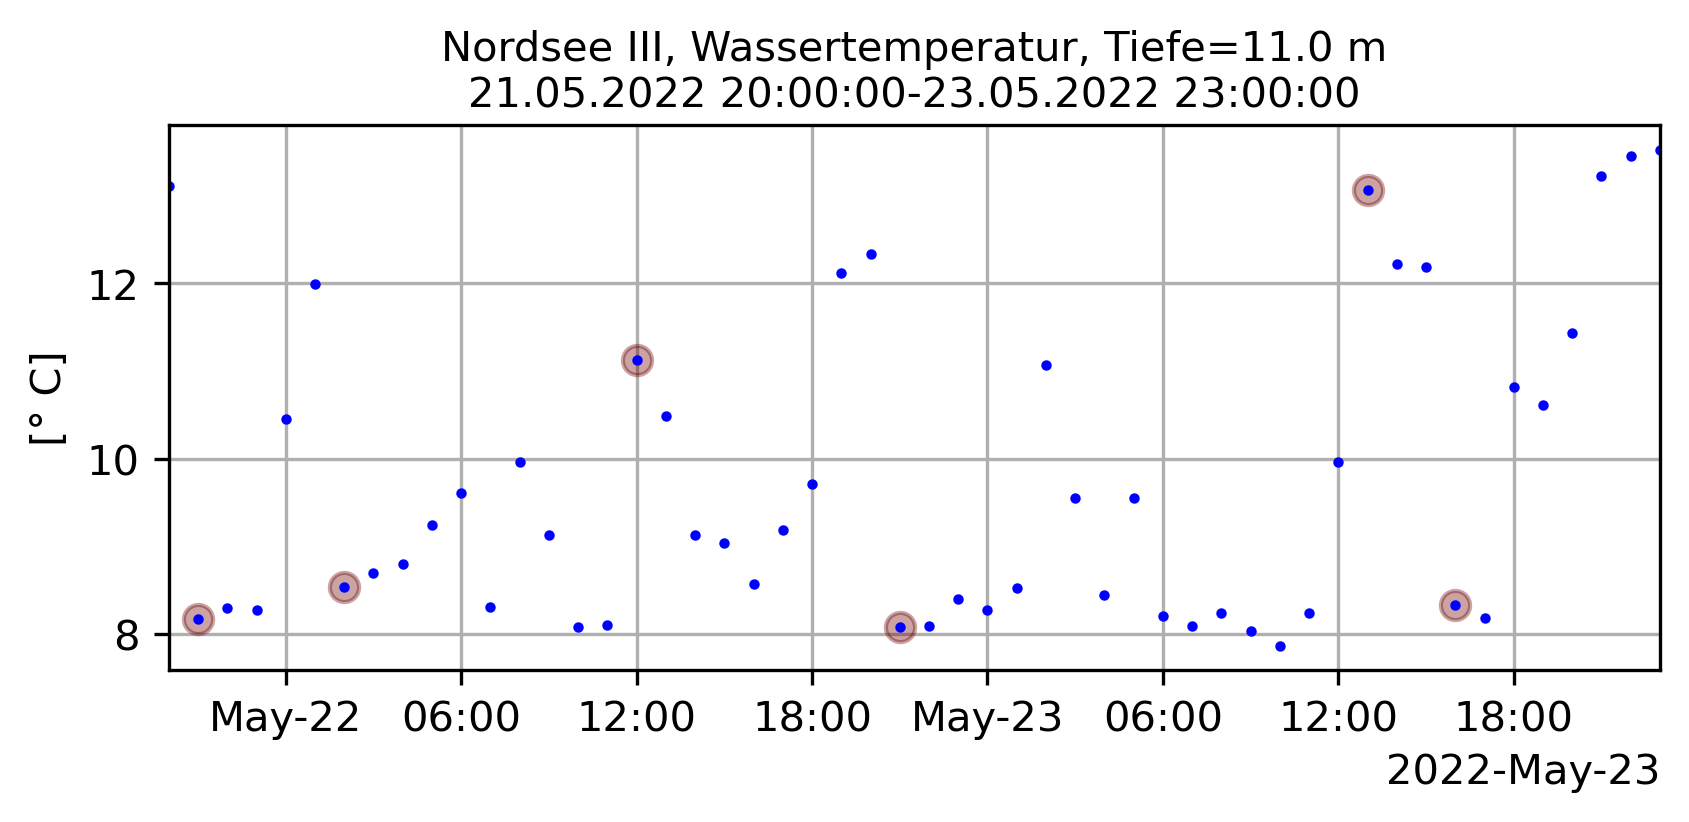 Nordsee III, Wassertemperatur, Tiefe=11.0 m
21.05.2022 20:00:00-23.05.2022 23:00:00
[° C]
12
10
8
May-22 06:00 12:00 18:00 May-23 06:00 12:00 18:00
2022-May-23